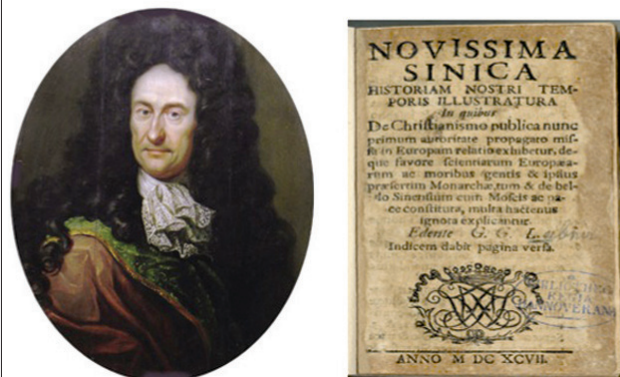 NOVISSIMA
SINICA
HISTORIAM NOSTRI TEM-
PORIS ILLUSTRATURA
In quibus
De Christianismo publica nunc
primum autoritate propagato mis-
sa in Europam relatio exhibetur, de-
que favore scientiarum Europæa-
rum ac moribus gentis & ipsius
præsertim Monarchæ, tum & de bel-
lo Sinensium cum Moscis ac pa-
ce constituta, multa hactenus
ignota explicantur.
Edente G. G. L.
Indicem dabit pagina versa.
ANNO M DC XCVII.